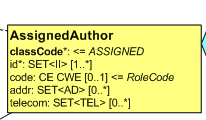 AssignedAuthor
classCode*: <= ASSIGNED
id*: SET<II> [1..*]
code: CE CWE [0..1] <= RoleCode
addr: SET<AD> [0..*]
telecom: SET<TEL> [0..*]